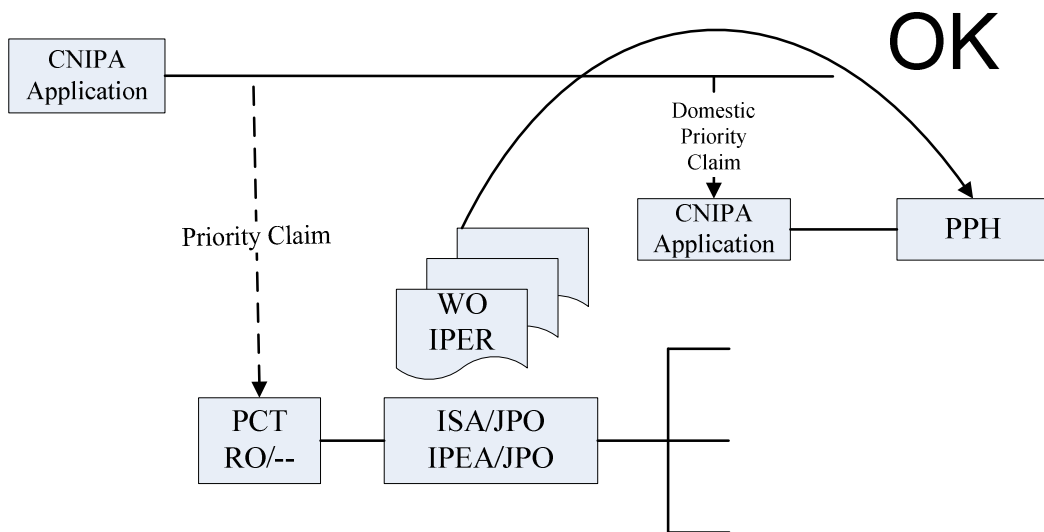 OK
CNIPA
Application
Domestic
Priority
Claim
Priority Claim
CNIPA
Application
PPH
WO
IPER
PCT
RO/--
ISA/JPO
IPEA/JPO